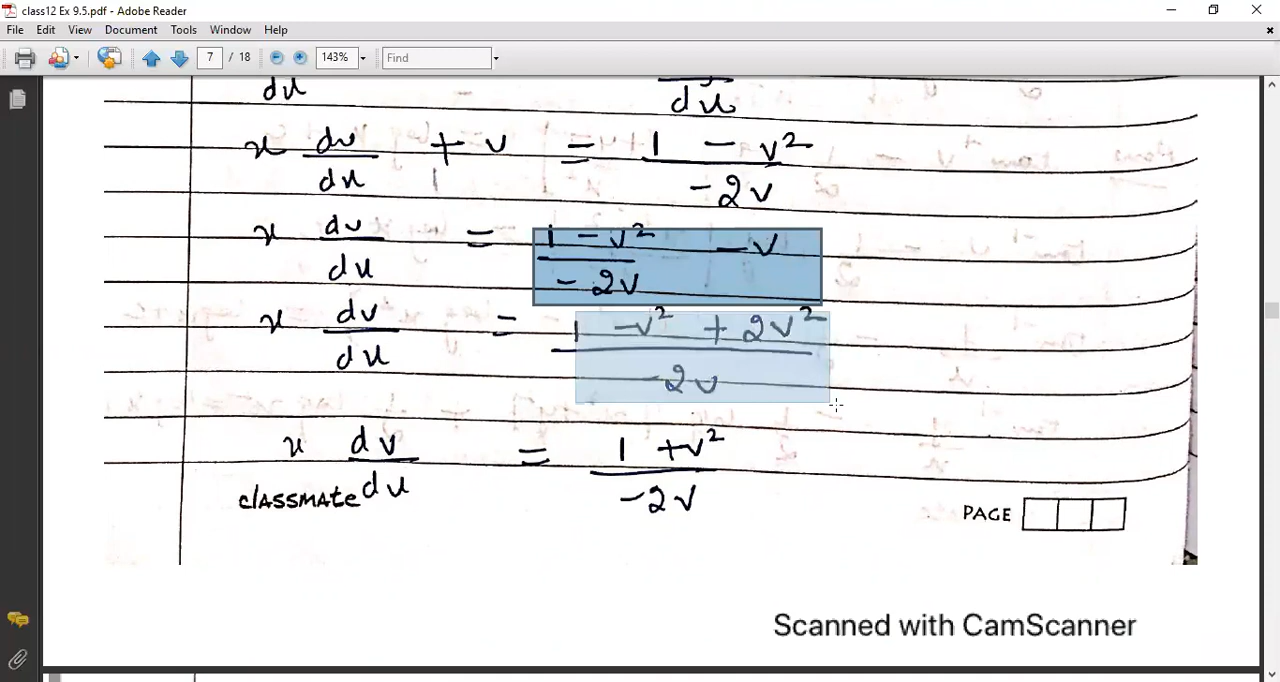 class12 Ex 9.5.pdf - Adobe Reader
File Edit View Document Tools Window Help
7 / 18 143% Find
dx dx
x dv/dx + v = 1 - v²/-2v
x dv/dx = 1 - v²/-2v - v
x dv/dx = 1 - v² + 2v²/-2v
x dv/dx = 1 + v²/-2v
classmate
PAGE
Scanned with CamScanner